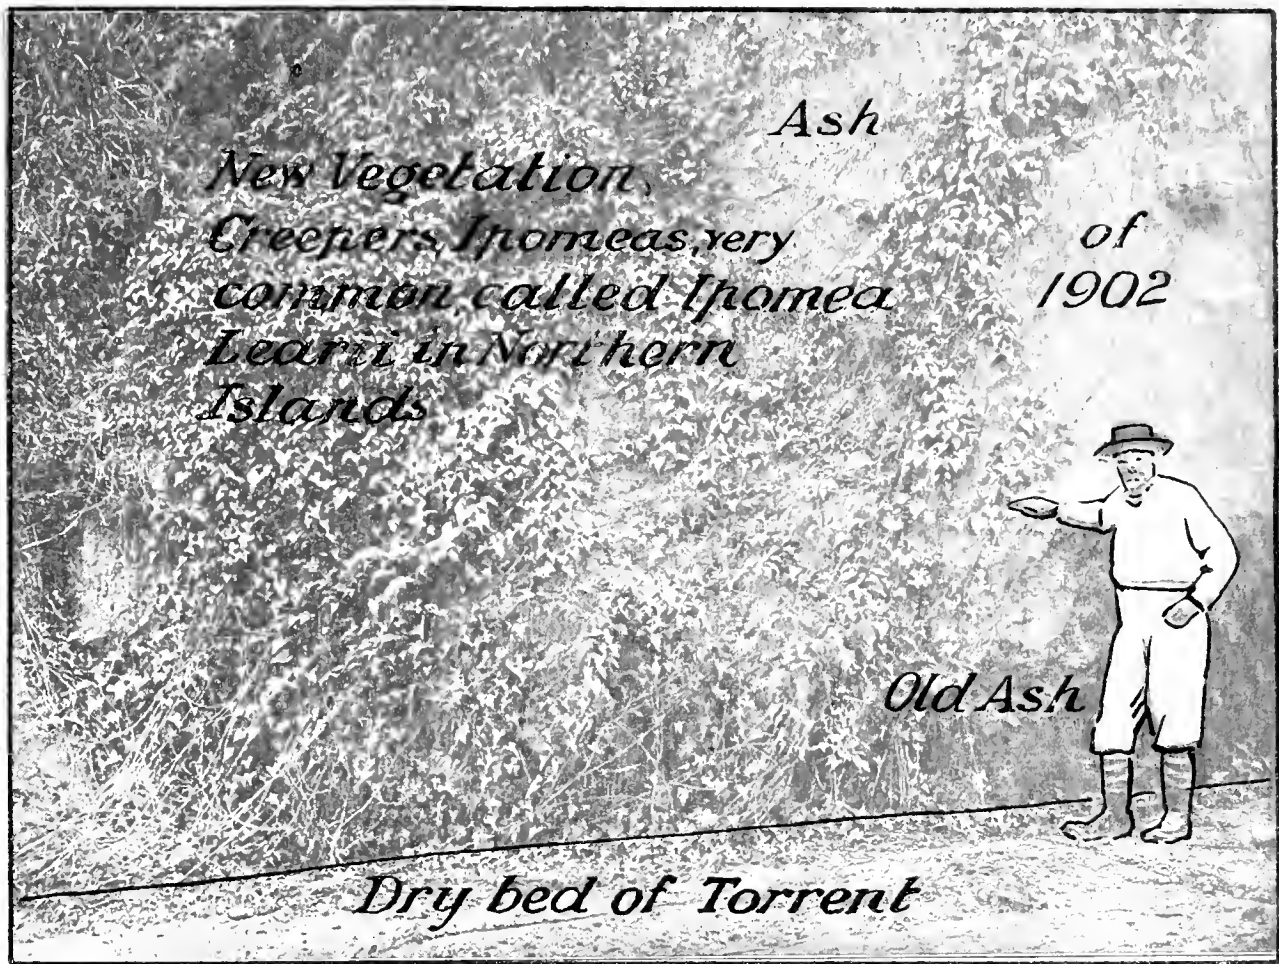 Ash
New Vegetation,
Creepers, Ipomeas, very
common called Ipomea
Learii in Northern
Islands
of
1902
Old Ash
Dry bed of Torrent